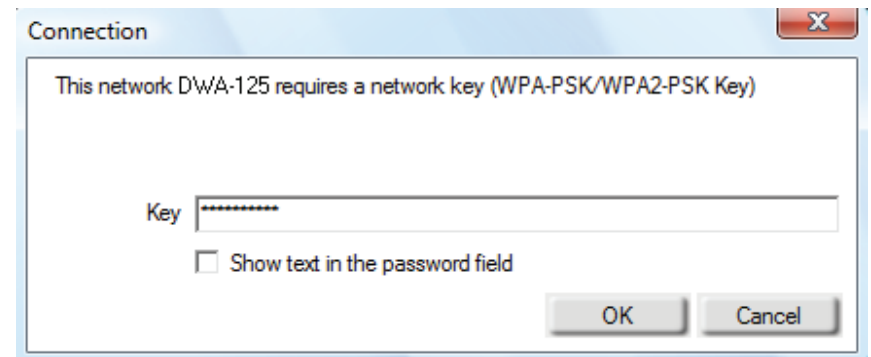 Connection
X
This network DWA-125 requires a network key (WPA-PSK/WPA2-PSK Key)
Key **********
Show text in the password field
OK Cancel